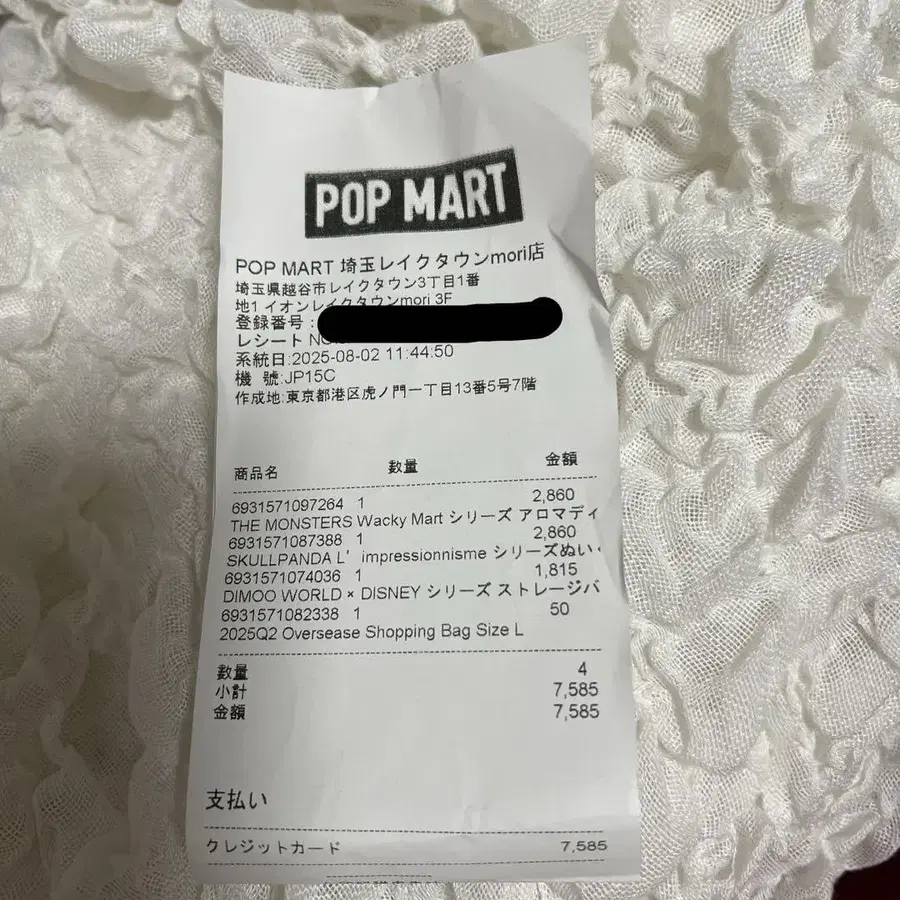 POP MART
POP MART 埼玉レイクタウンmori店
埼玉県越谷市レイクタウン3丁目1番
地1 イオンレイクタウンmori 3F
登録番号:
レシート
系統日:2025-08-02 11:44:50
機 號:JP15C
作成地:東京都港区虎ノ門一丁目13番5号7階
商品名 数量 金額
6931571097264 1 2,860
THE MONSTERS Wacky Mart シリーズ アロマディ
6931571087388 1 2,860
SKULLPANDA L' impressionnisme シリーズぬい
6931571074036 1 1,815
DIMOO WORLD × DISNEY シリーズ ストレージバ
6931571082338 1 50
2025Q2 Oversease Shopping Bag Size L
数量 4
小計 7,585
金額 7,585
支払い
クレジットカード 7,585